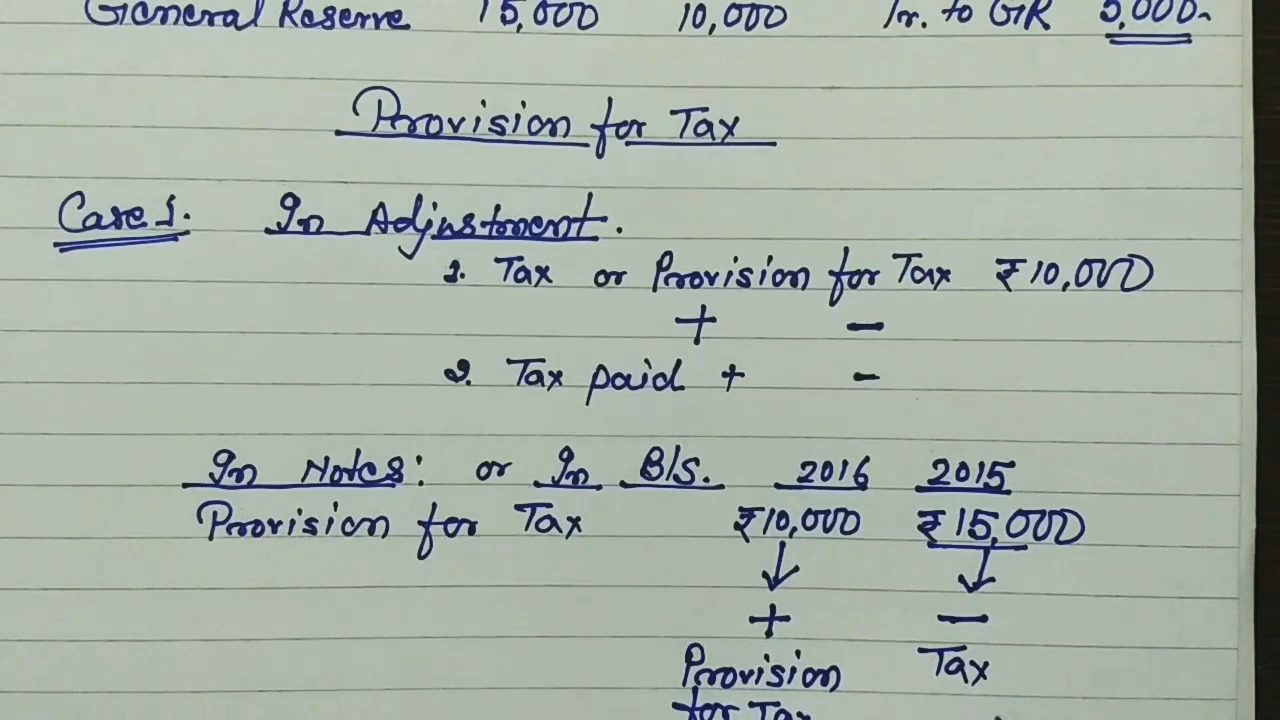 General Reserve 15,000 10,000 Tr. to GR 5,000
Provision for Tax
Case 1. In Adjustment.
1. Tax or Provision for Tax ₹10,000
+ -
2. Tax paid + -
In Notes: or In B/S. 2016 2015
Provision for Tax ₹10,000 ₹15,000
+ -
Provision Tax
for Tax